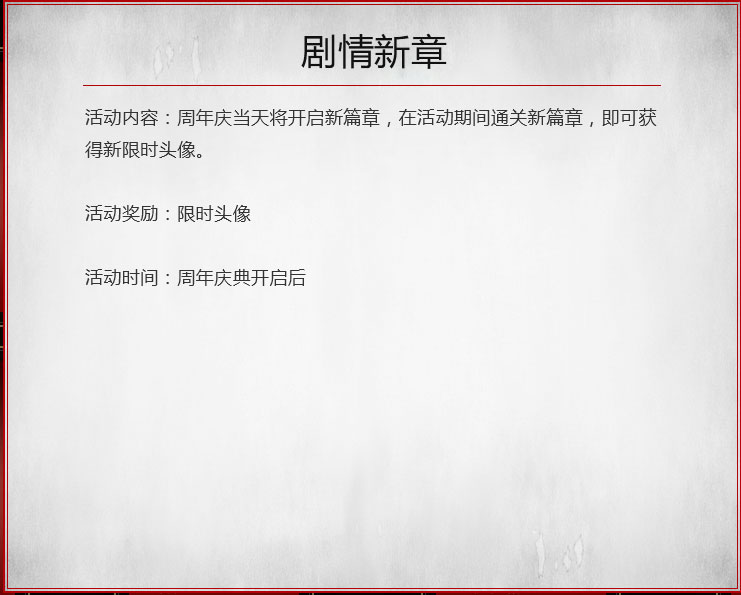 剧情新章
活动内容：周年庆当天将开启新篇章，在活动期间通关新篇章，即可获
得新限时头像。
活动奖励：限时头像
活动时间：周年庆典开启后